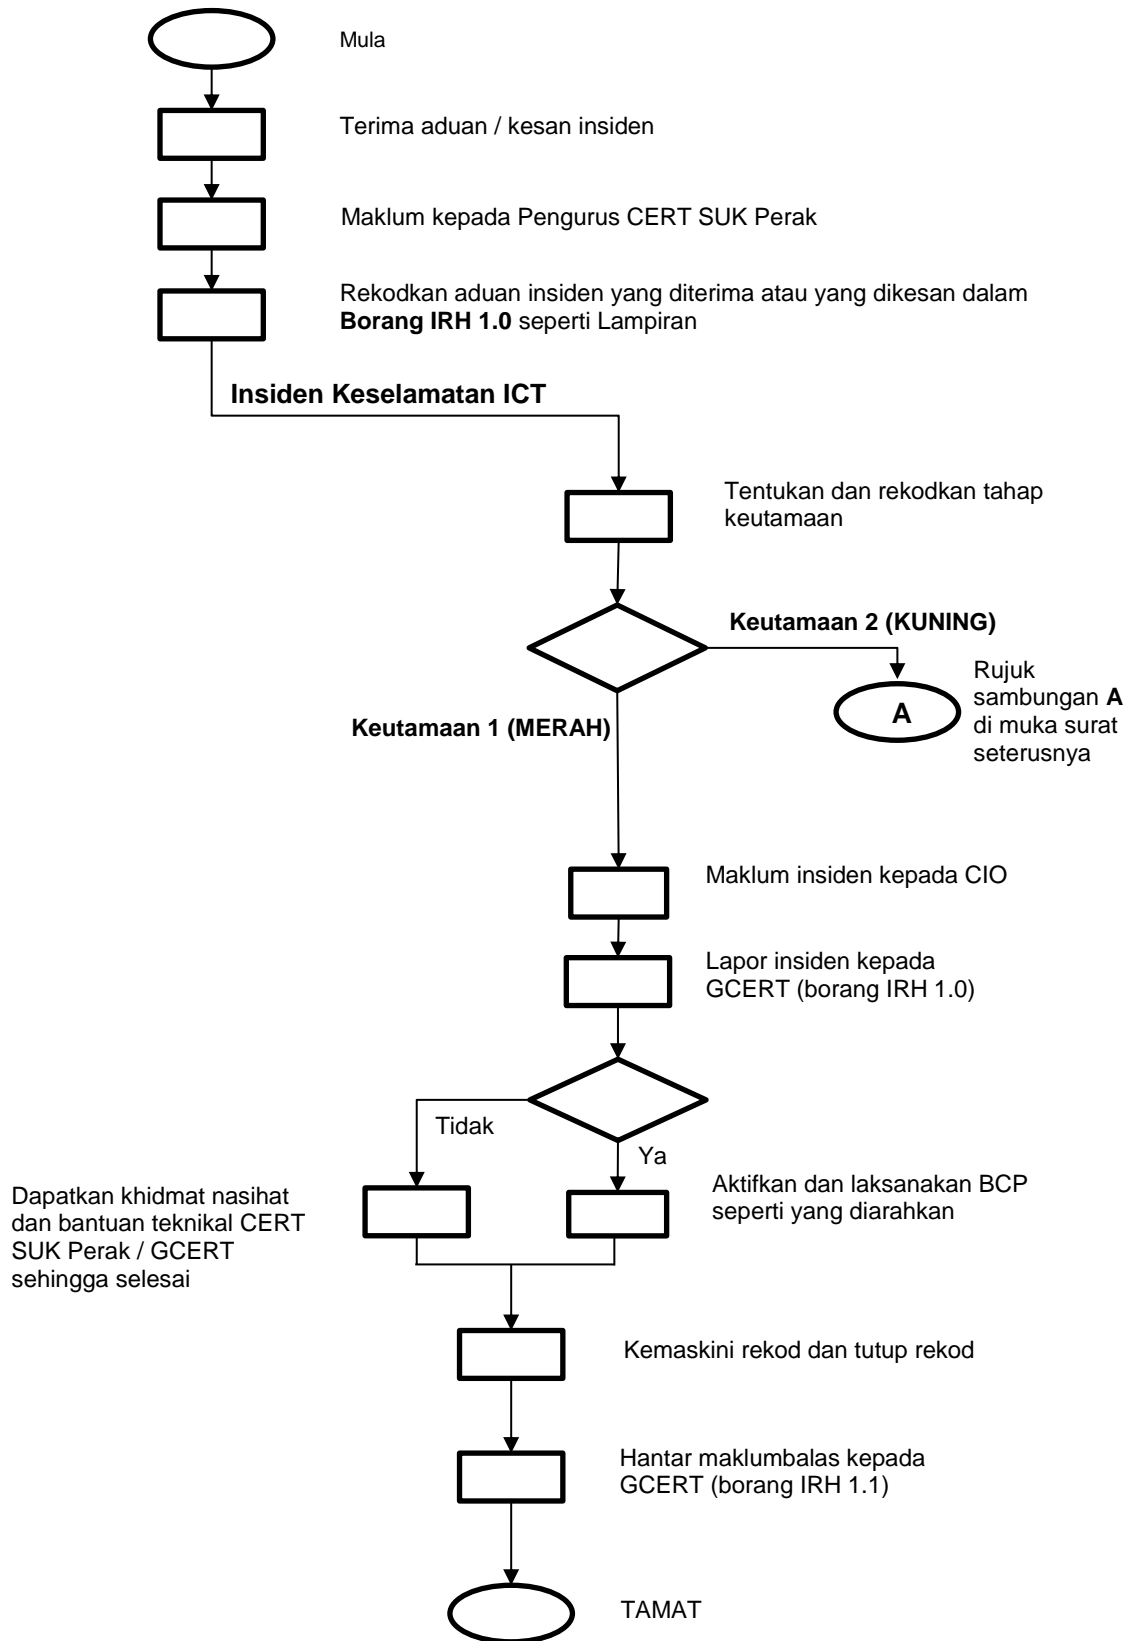 Mula
Terima aduan / kesan insiden
Maklum kepada Pengurus CERT SUK Perak
Rekodkan aduan insiden yang diterima atau yang dikesan dalam
Borang IRH 1.0 seperti Lampiran
Insiden Keselamatan ICT
Tentukan dan rekodkan tahap
keutamaan
Keutamaan 2 (KUNING)
A
Rujuk
sambungan A
di muka surat
seterusnya
Keutamaan 1 (MERAH)
Maklum insiden kepada CIO
Lapor insiden kepada
GCERT (borang IRH 1.0)
Tidak
Ya
Dapatkan khidmat nasihat
dan bantuan teknikal CERT
SUK Perak / GCERT
sehingga selesai
Aktifkan dan laksanakan BCP
seperti yang diarahkan
Kemaskini rekod dan tutup rekod
Hantar maklumbalas kepada
GCERT (borang IRH 1.1)
TAMAT